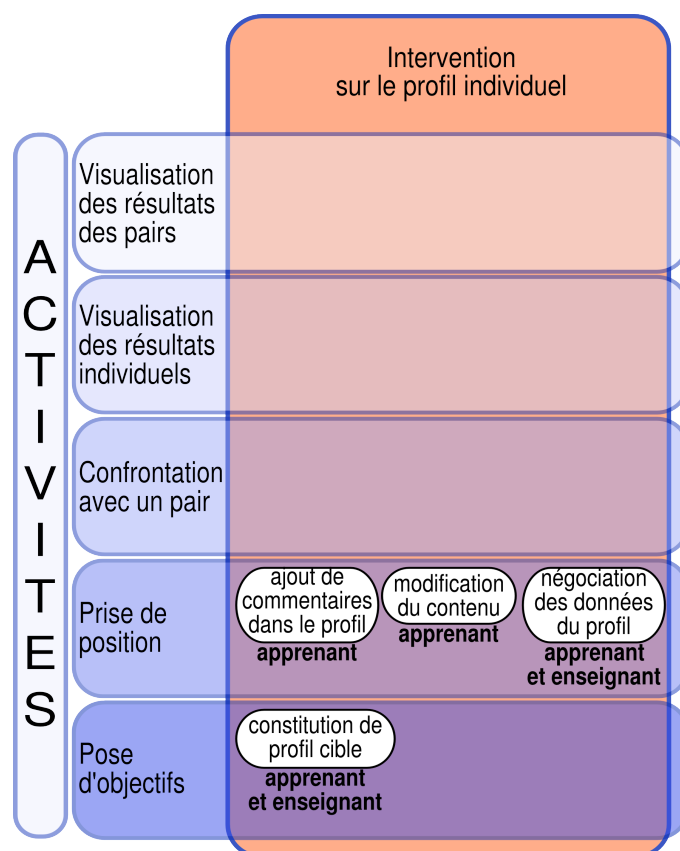 Intervention
sur le profil individuel
ACTIVITES
Visualisation
des résultats
des pairs
Visualisation
des résultats
individuels
Confrontation
avec un pair
Prise de
position
ajout de
commentaires
dans le profil
apprenant
modification
du contenu
apprenant
négociation
des données
du profil
apprenant
et enseignant
Pose
d'objectifs
constitution de
profil cible
apprenant
et enseignant